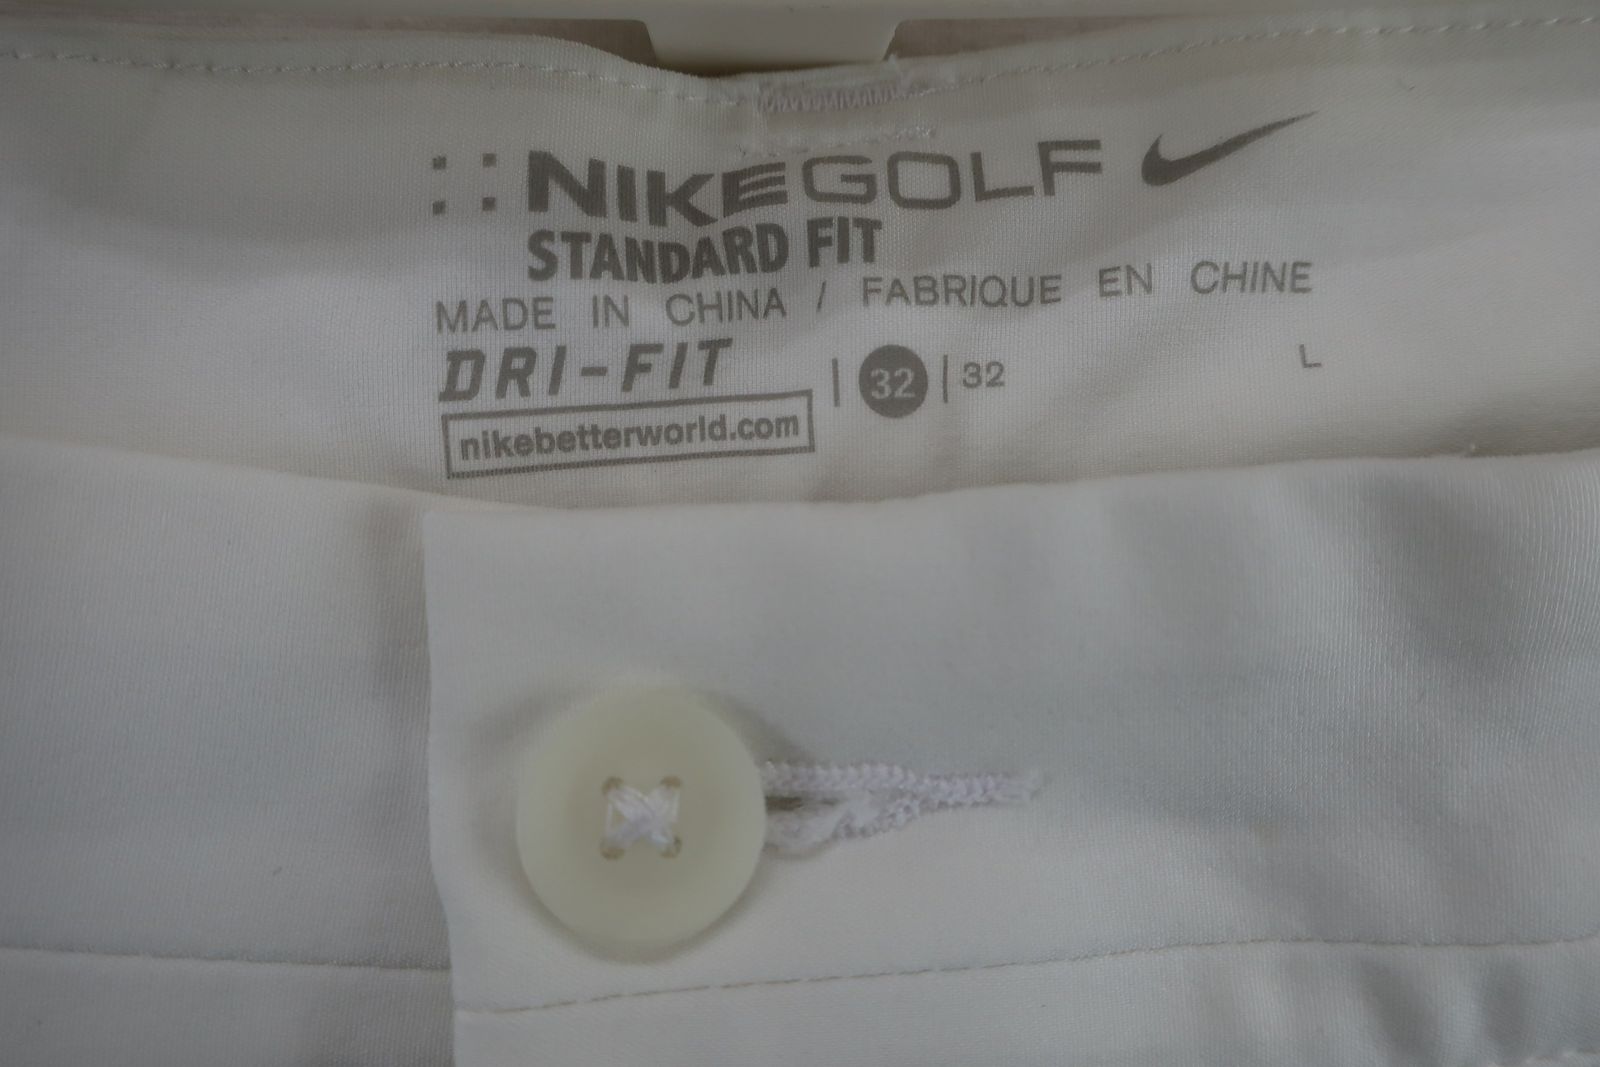 NIKEGOLF
STANDARD FIT
MADE IN CHINA / FABRIQUE EN CHINE
DRI-FIT | 32 | 32 L
nikebetterworld.com